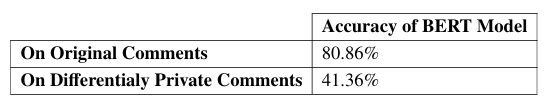 Accuracy of BERT Model
On Original Comments 80.86%
On Differentialy Private Comments 41.36%